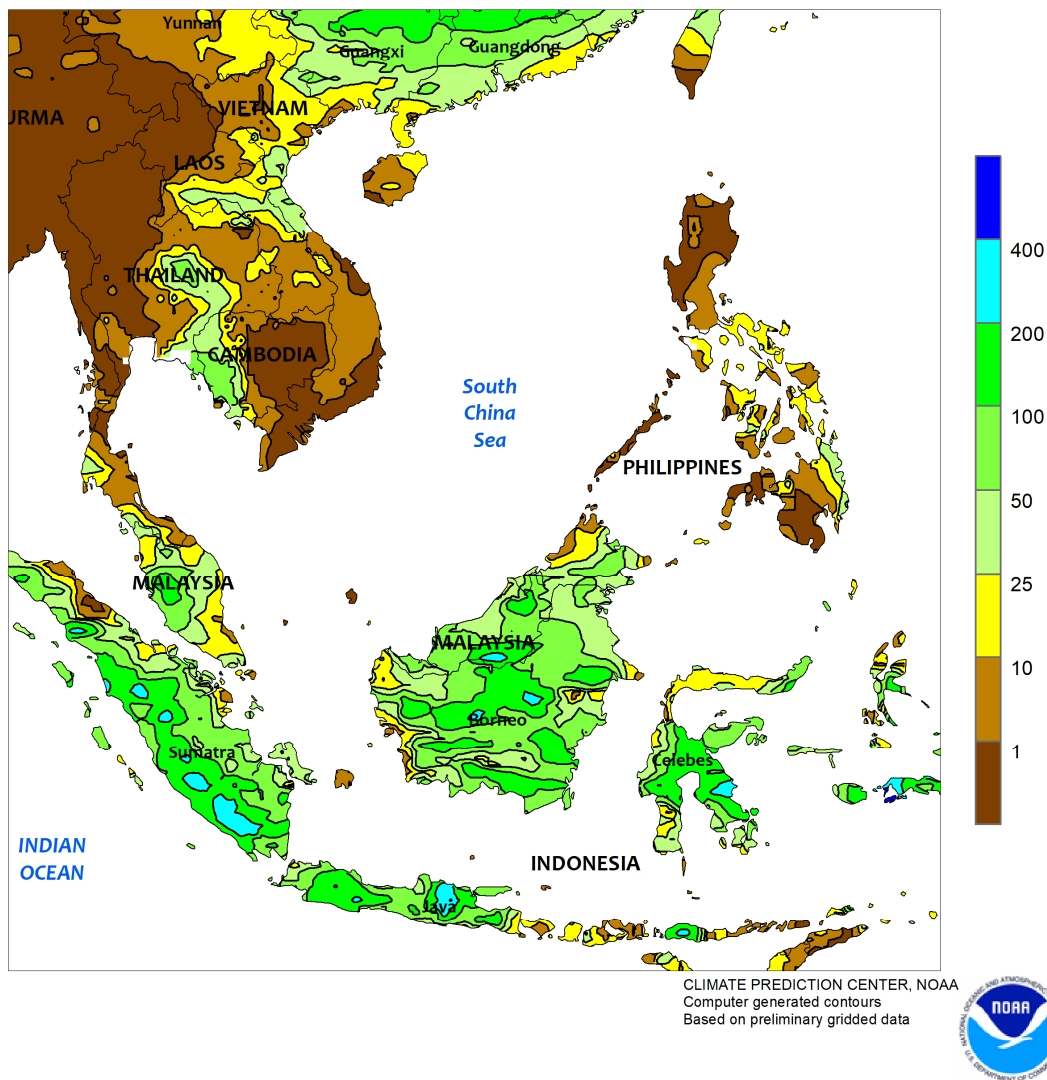 Yunnan
Guangxi
Guangdong
URMA
VIETNAM
LAOS
THAILAND
CAMBODIA
South
China
Sea
PHILIPPINES
MALAYSIA
MALAYSIA
Borneo
Sumatra
Celebes
INDIAN
OCEAN
INDONESIA
Java
400
200
100
50
25
10
1
CLIMATE PREDICTION CENTER, NOAA
Computer generated contours
Based on preliminary gridded data
NOAA